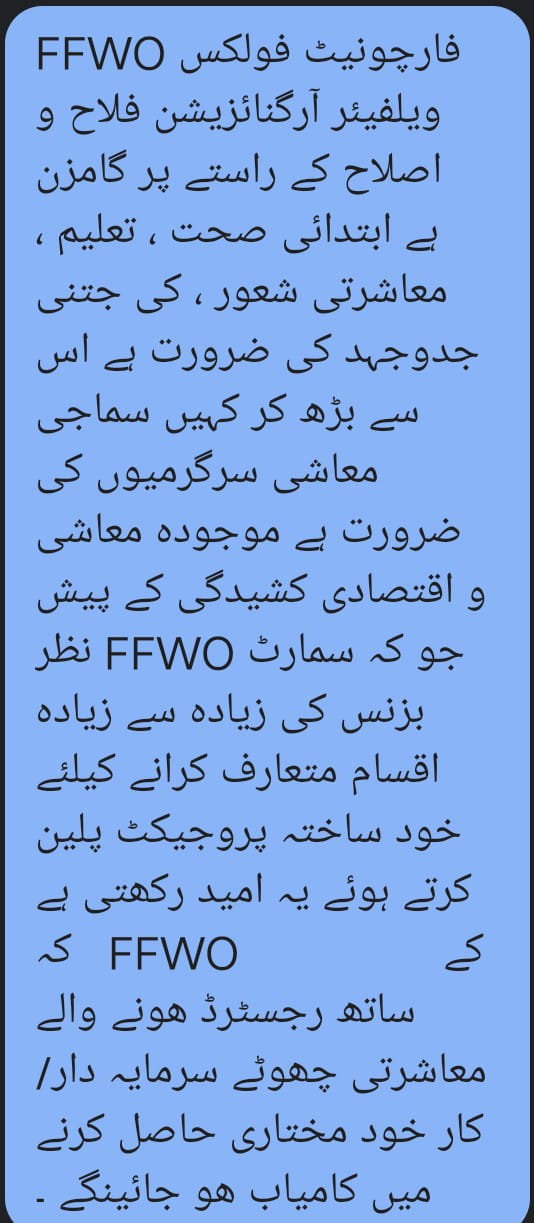 فارچونیٹ فولکس FFWO
ویلفیئر آرگنائزیشن فلاح و
اصلاح کے راستے پر گامزن
ہے ابتدائی صحت ، تعلیم ،
معاشرتی شعور ، کی جتنی
جدوجہد کی ضرورت ہے اس
سے بڑھ کر کہیں سماجی
معاشی سرگرمیوں کی
ضرورت ہے موجودہ معاشی
و اقتصادی کشیدگی کے پیش
جو کہ سمارٹ FFWO نظر
بزنس کی زیادہ سے زیادہ
اقسام متعارف کرانے کیلئے
خود ساختہ پروجیکٹ پلین
کرتے ہوئے یہ امید رکھتی ہے
کے FFWO کہ
ساتھ رجسٹرڈ ھونے والے
معاشرتی چھوٹے سرمایہ دار/
کار خود مختاری حاصل کرنے
میں کامیاب ھو جائینگے ۔